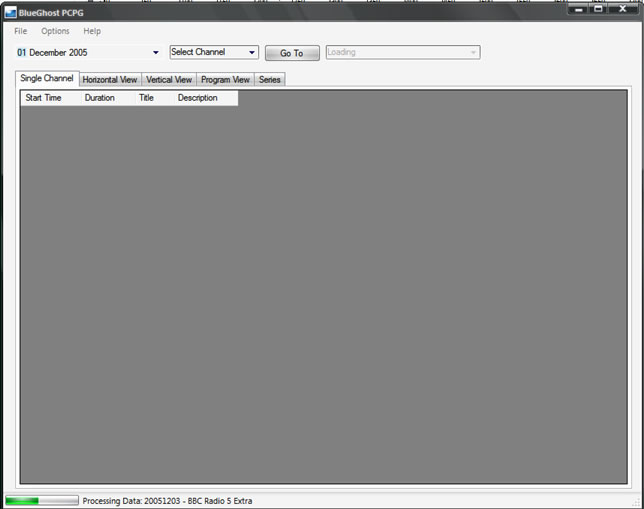 BlueGhost PCPG
File Options Help
01 December 2005 Select Channel Go To Loading
Single Channel Horizontal View Vertical View Program View Series
Start Time Duration Title Description
Processing Data: 20051203 - BBC Radio 5 Extra